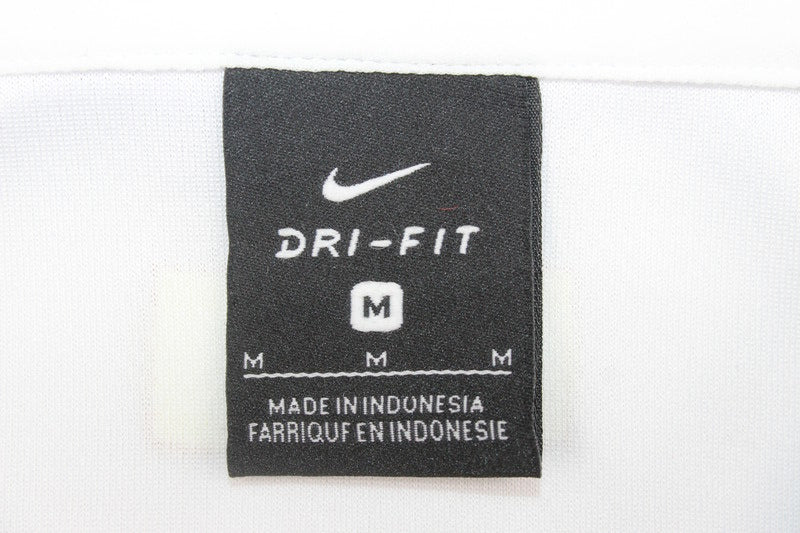 DRI-FIT
M
M M M
MADE IN INDONESIA
FARRIQUF EN INDONESIE